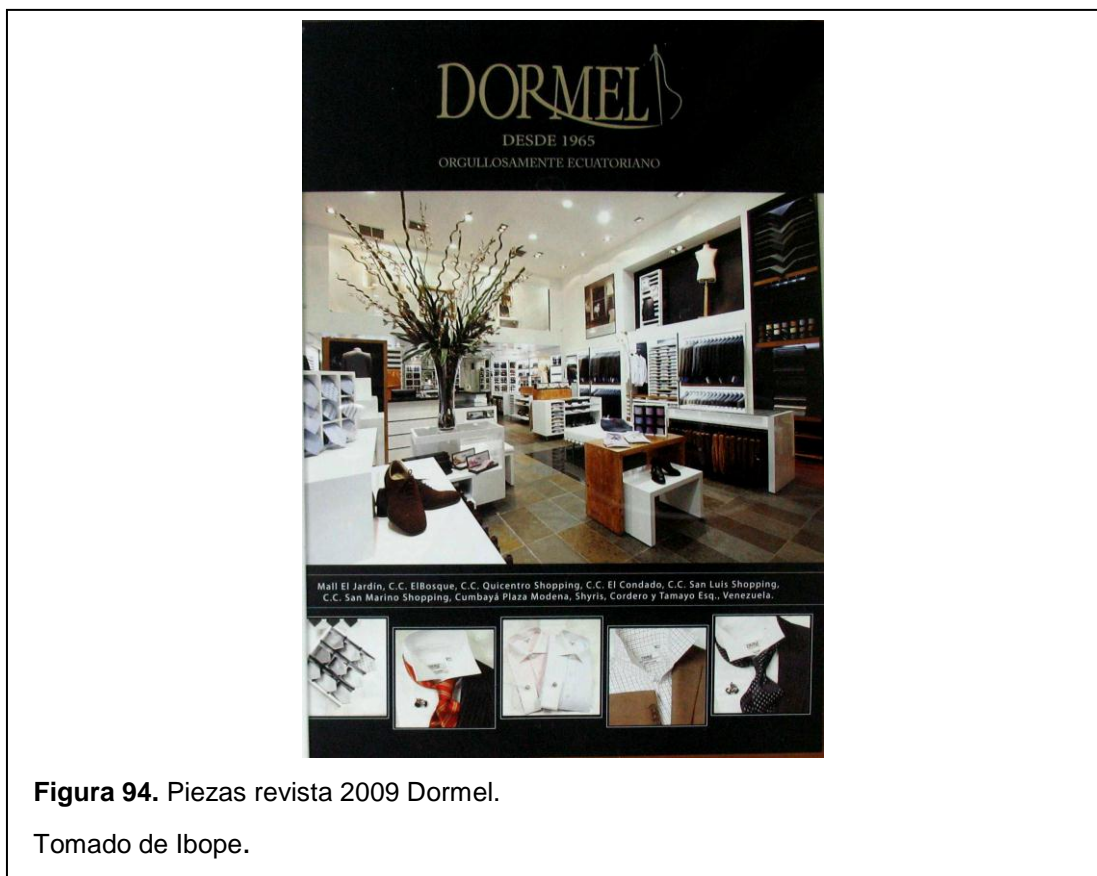 DORMEL
DESDE 1965
ORGULLOSAMENTE ECUATORIANO
Mall El Jardín, C.C. ElBosque, C.C. Quicentro Shopping, C.C. El Condado, C.C. San Luis Shopping,
C.C. San Marino Shopping, Cumbayá Plaza Modena, Shyris, Cordero y Tamayo Esq., Venezuela.
Figura 94. Piezas revista 2009 Dormel.
Tomado de Ibope.